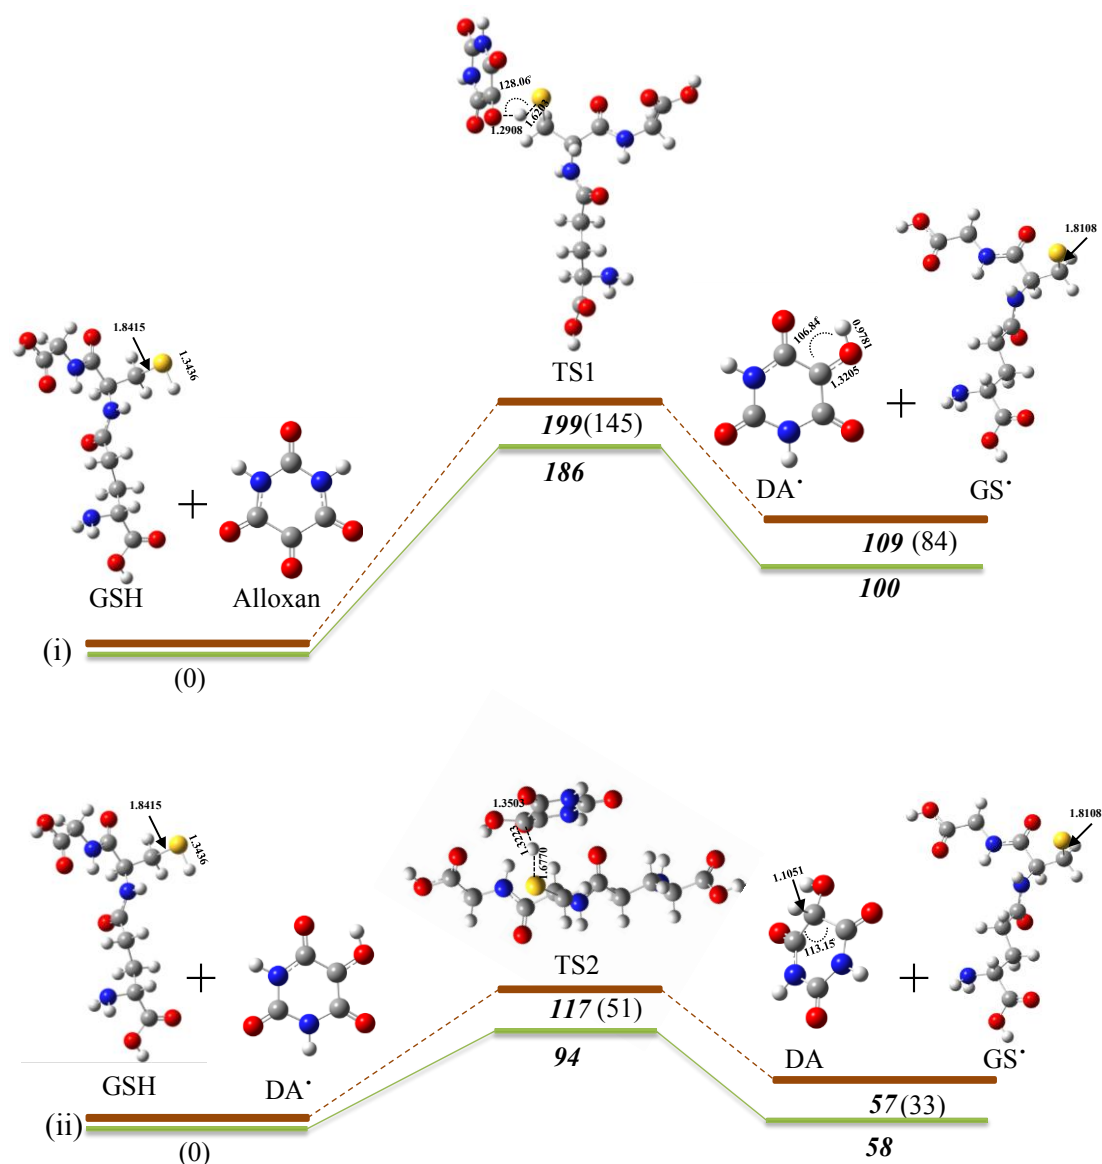 128.06
1.2908
1.6203
TS1
199(145)
186
1.8415
1.3436
GSH
+
Alloxan
106.84
0.9781
1.3205
DA•
+
1.8108
GS•
109 (84)
100
(i)
(0)
1.8415
1.3436
GSH
+
DA•
1.3503
1.3223
1.6770
TS2
117(51)
94
1.1051
113.15
DA
+
1.8108
GS•
57(33)
58
(ii)
(0)